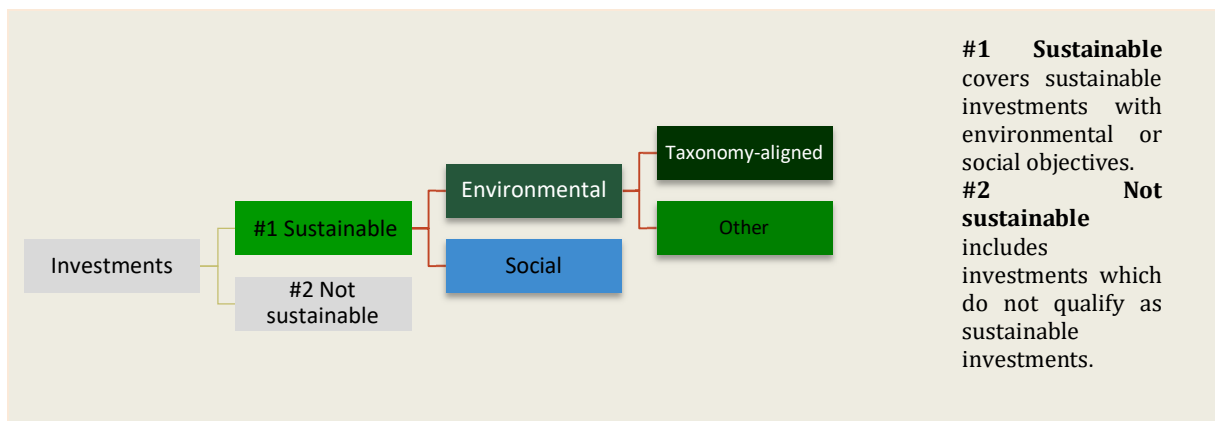 Investments
#1 Sustainable
#2 Not
sustainable
Environmental
Social
Taxonomy-aligned
Other
#1 Sustainable
covers sustainable
investments with
environmental or
social objectives.
#2 Not
sustainable
includes
investments which
do not qualify as
sustainable
investments.